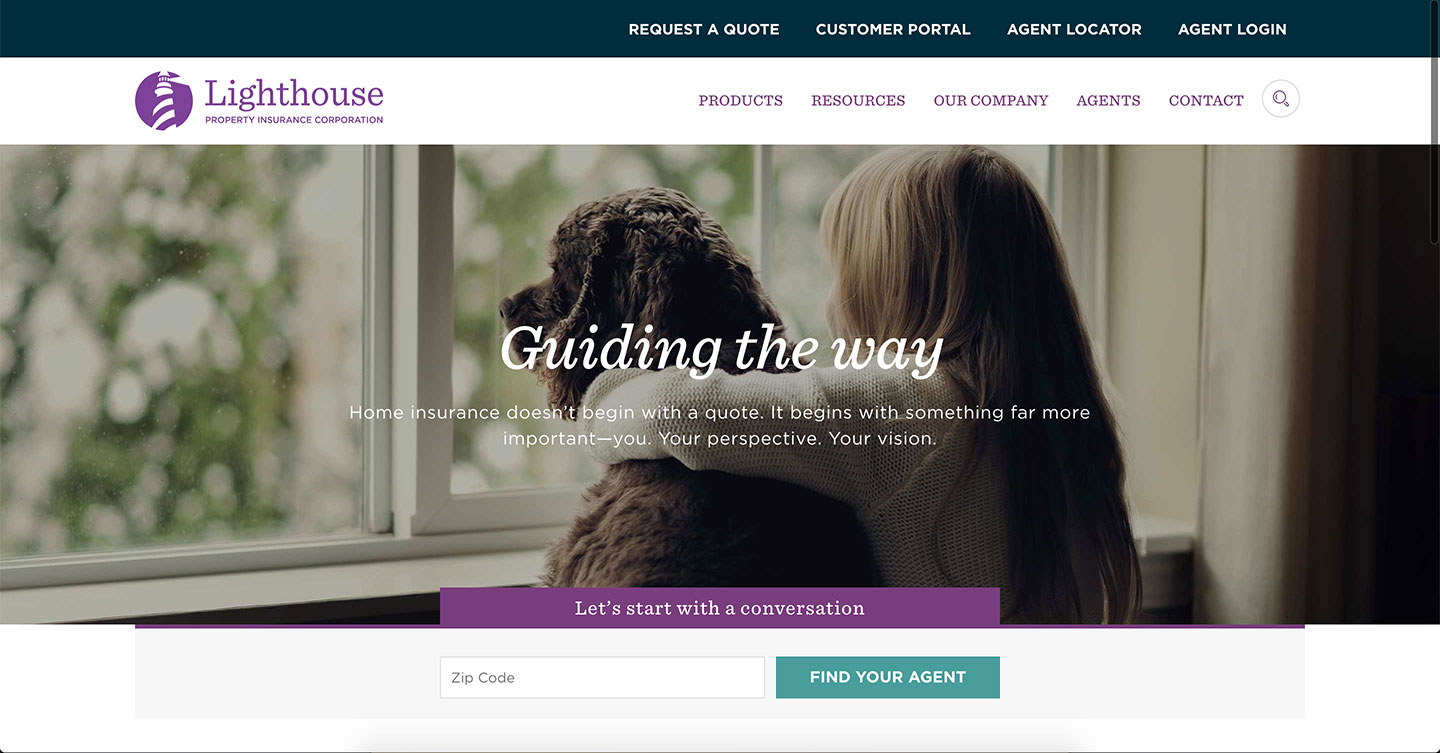 REQUEST A QUOTE CUSTOMER PORTAL AGENT LOCATOR AGENT LOGIN
Lighthouse
PROPERTY INSURANCE CORPORATION
PRODUCTS RESOURCES OUR COMPANY AGENTS CONTACT
Guiding the way
Home insurance doesn’t begin with a quote. It begins with something far more
important—you. Your perspective. Your vision.
Let’s start with a conversation
Zip Code FIND YOUR AGENT